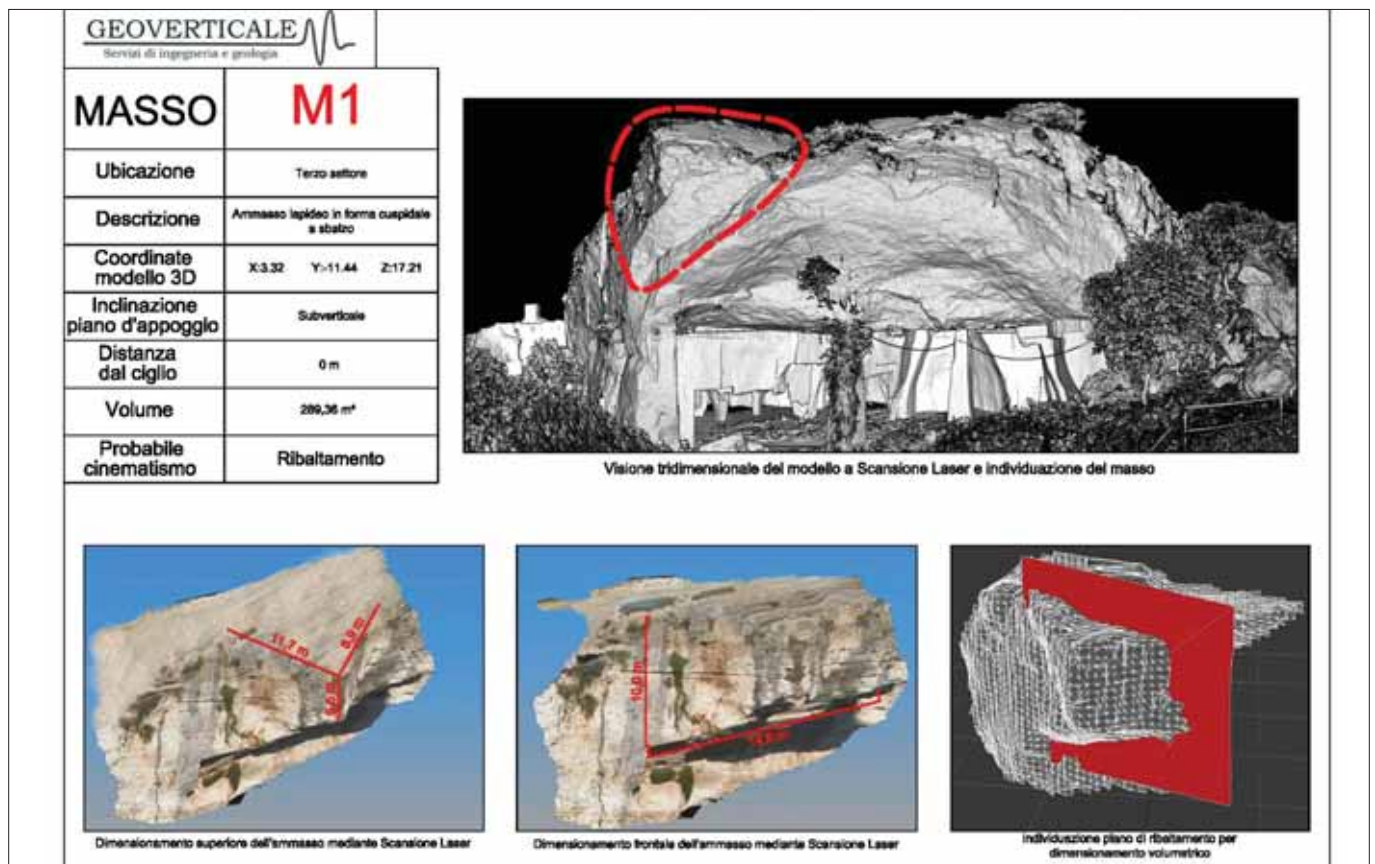 GEOVERTICALE
Servizi di ingegneria e geologia
MASSO M1
Ubicazione Terzo settore
Descrizione Ammasso lapideo in forma cuspidale
a sbalzo
Coordinate
modello 3D X:3.32 Y:-11.44 Z:17.21
Inclinazione
piano d'appoggio Subverticale
Distanza
dal ciglio 0 m
Volume 289,36 m³
Probabile
cinematismo Ribaltamento
Visione tridimensionale del modello a Scansione Laser e individuazione del masso
11,7 m
10,0 m
Dimensionamento superiore dell'ammasso mediante Scansione Laser
Dimensionamento frontale dell'ammasso mediante Scansione Laser
Individuazione piano di ribaltamento per
dimensionamento volumetrico